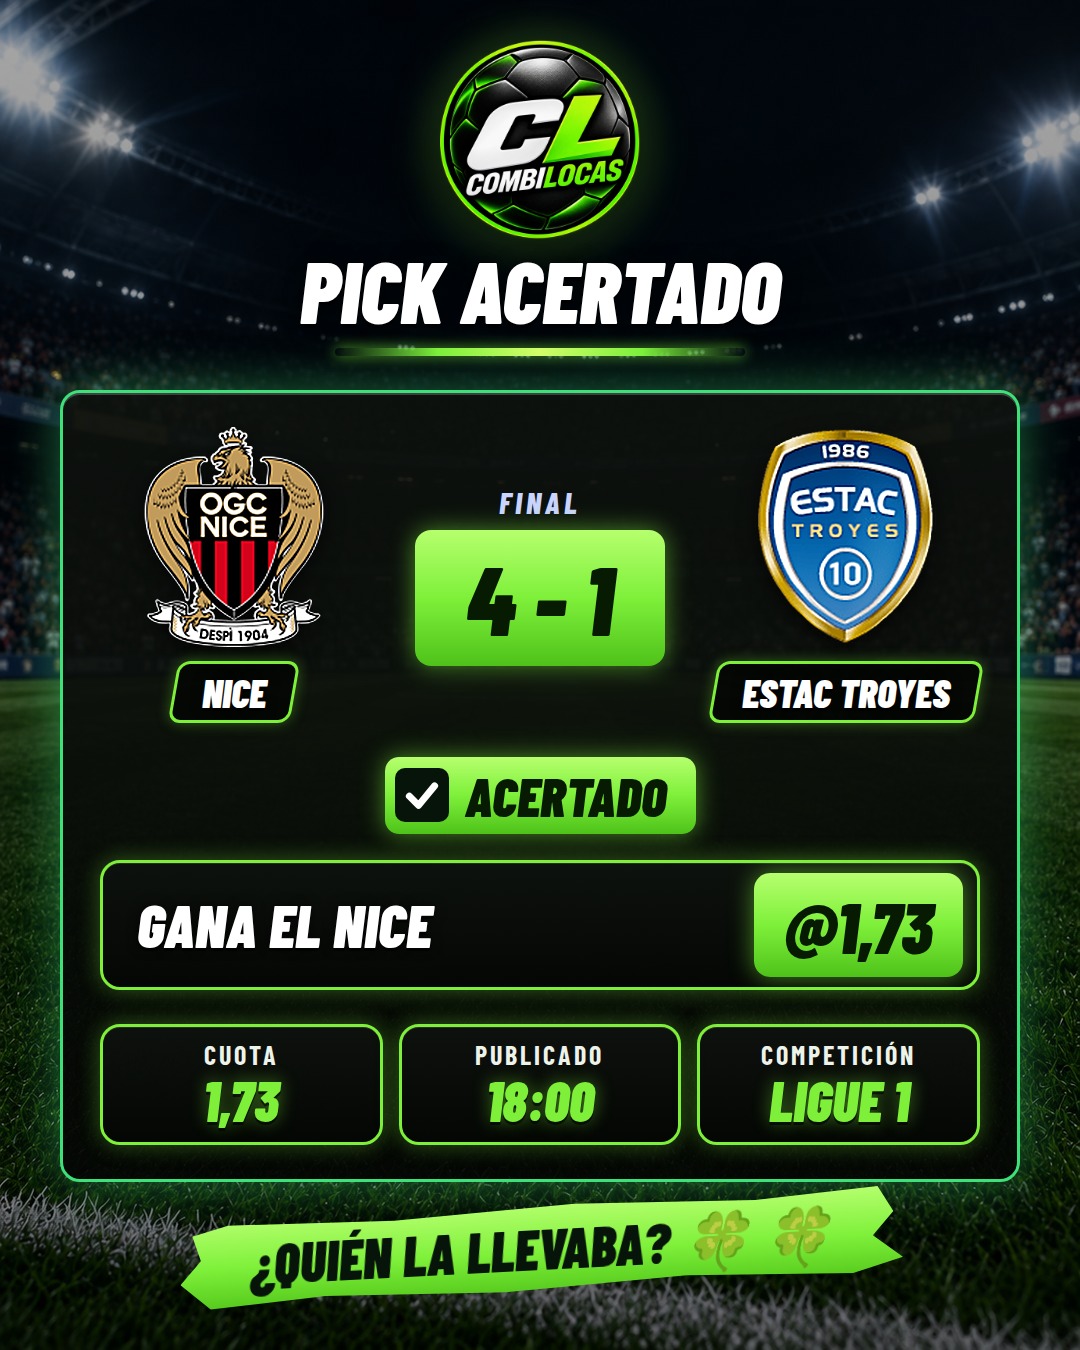 CL
COMBILOCAS
PICK ACERTADO
OGC
NICE
DESPÍ 1904
NICE
FINAL
4 - 1
1986
ESTAC
TROYES
10
ESTAC TROYES
ACERTADO
GANA EL NICE
@1,73
CUOTA
1,73
PUBLICADO
18:00
COMPETICIÓN
LIGUE 1
¿QUIÉN LA LLEVABA? 🍀 🍀